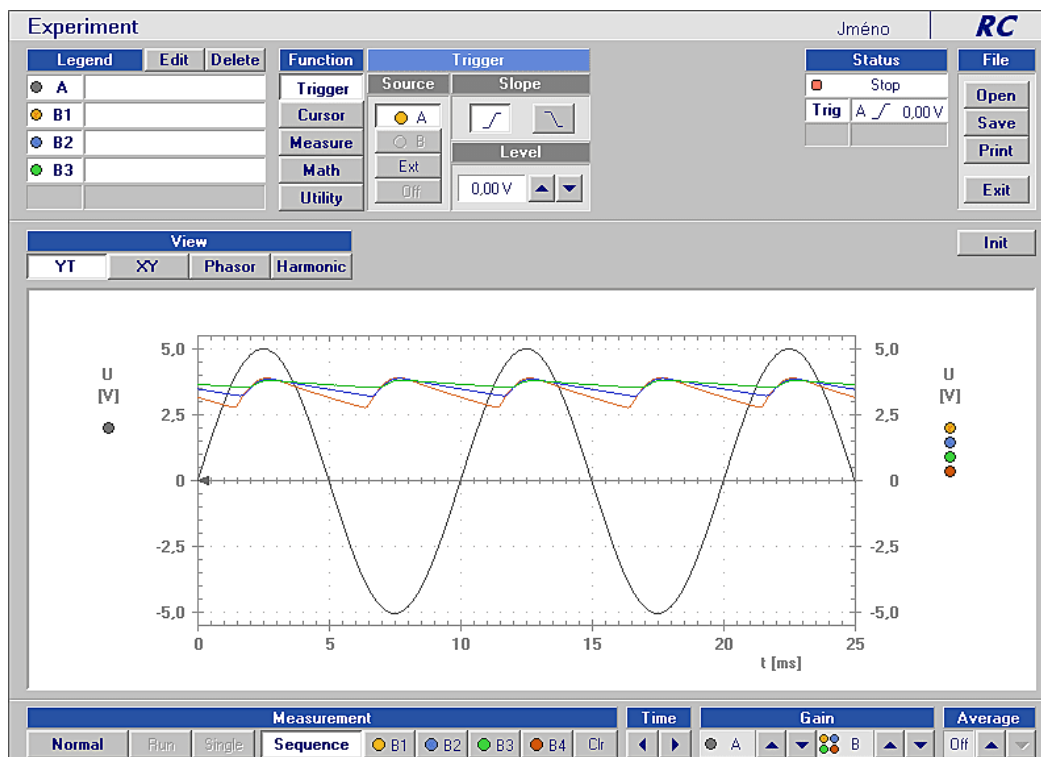 Experiment Jméno RC
Legend Edit Delete Function Trigger Status File
A Trigger Source Slope Stop Open
B1 Cursor A Trig A 0,00 V Save
B2 Measure B Level Print
B3 Math Ext
Utility Off 0,00 V Exit
View Init
YT XY Phasor Harmonic
5,0 5,0
U U
[V] [V]
2,5 2,5
0 0
-2,5 -2,5
-5,0 -5,0
0 5 10 15 20 25
t [ms]
Measurement Time Gain Average
Normal Run Single Sequence B1 B2 B3 B4 Clr A B Off